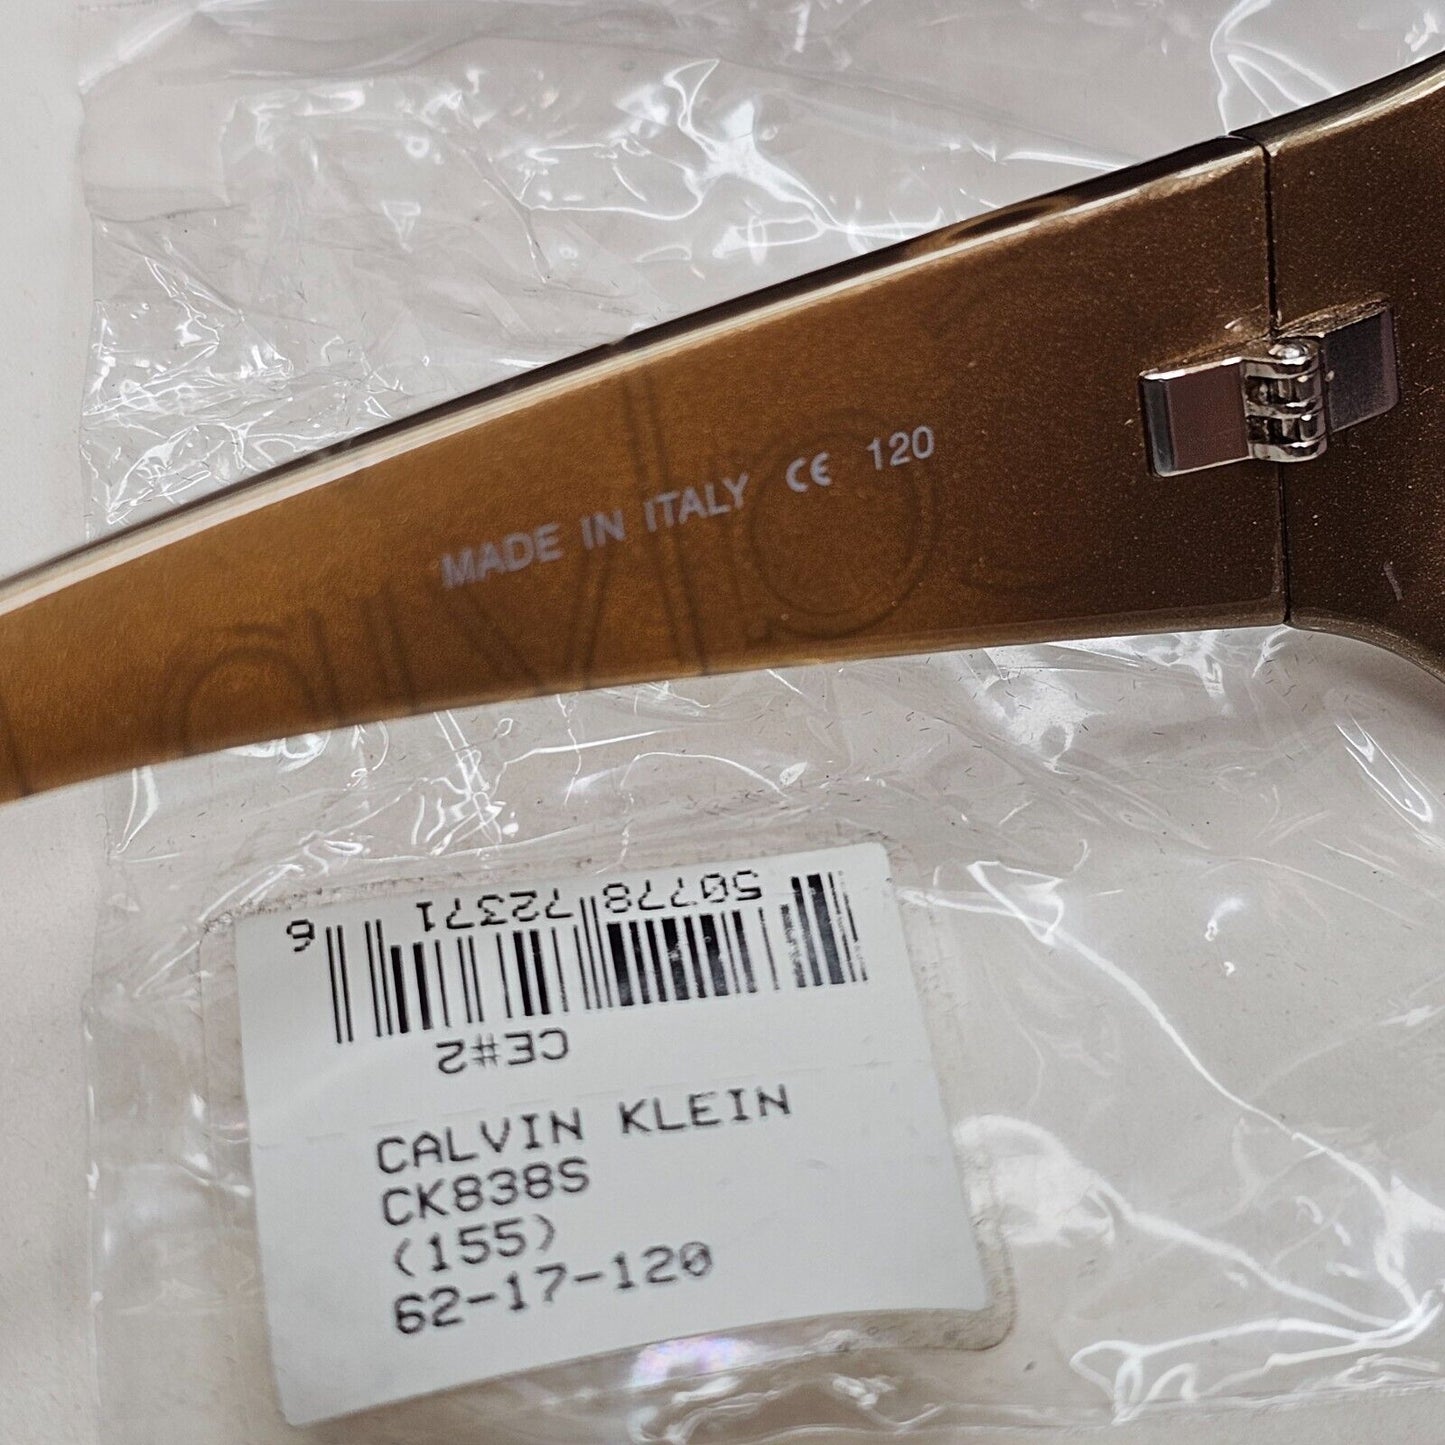 MADE IN ITALY CE 120
50778 72371 6
CE#2
CALVIN KLEIN
CK838S
(155)
62-17-120